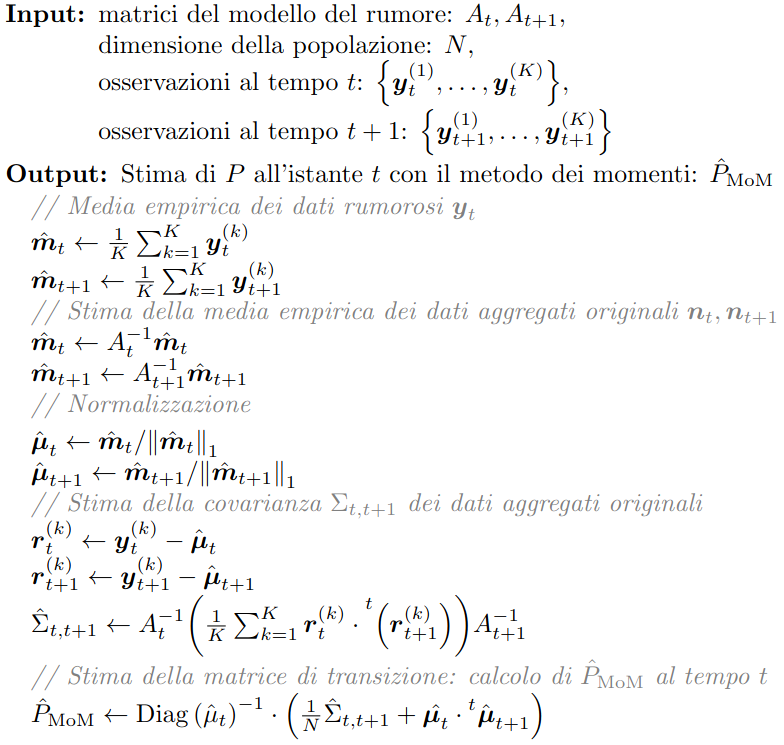 Input: matrici del modello del rumore: $A_t, A_{t+1}$,
dimensione della popolazione: $N$,
osservazioni al tempo $t$: $\left\{\boldsymbol{y}_t^{(1)}, \ldots, \boldsymbol{y}_t^{(K)}\right\}$,
osservazioni al tempo $t+1$: $\left\{\boldsymbol{y}_{t+1}^{(1)}, \ldots, \boldsymbol{y}_{t+1}^{(K)}\right\}$
Output: Stima di $P$ all'istante $t$ con il metodo dei momenti: $\hat{P}_{\text{MoM}}$
// Media empirica dei dati rumorosi $\boldsymbol{y}_t$
$\hat{\boldsymbol{m}}_t \leftarrow \frac{1}{K} \sum_{k=1}^{K} \boldsymbol{y}_t^{(k)}$
$\hat{\boldsymbol{m}}_{t+1} \leftarrow \frac{1}{K} \sum_{k=1}^{K} \boldsymbol{y}_{t+1}^{(k)}$
// Stima della media empirica dei dati aggregati originali $\boldsymbol{n}_t, \boldsymbol{n}_{t+1}$
$\hat{\boldsymbol{m}}_t \leftarrow A_t^{-1} \hat{\boldsymbol{m}}_t$
$\hat{\boldsymbol{m}}_{t+1} \leftarrow A_{t+1}^{-1} \hat{\boldsymbol{m}}_{t+1}$
// Normalizzazione
$\hat{\boldsymbol{\mu}}_t \leftarrow \hat{\boldsymbol{m}}_t / \|\hat{\boldsymbol{m}}_t\|_1$
$\hat{\boldsymbol{\mu}}_{t+1} \leftarrow \hat{\boldsymbol{m}}_{t+1} / \|\hat{\boldsymbol{m}}_{t+1}\|_1$
// Stima della covarianza $\Sigma_{t,t+1}$ dei dati aggregati originali
$\boldsymbol{r}_t^{(k)} \leftarrow \boldsymbol{y}_t^{(k)} - \hat{\boldsymbol{\mu}}_t$
$\boldsymbol{r}_{t+1}^{(k)} \leftarrow \boldsymbol{y}_{t+1}^{(k)} - \hat{\boldsymbol{\mu}}_{t+1}$
$\hat{\Sigma}_{t,t+1} \leftarrow A_t^{-1} \left( \frac{1}{K} \sum_{k=1}^{K} \boldsymbol{r}_t^{(k)} \cdot {}^t\!\left(\boldsymbol{r}_{t+1}^{(k)}\right) \right) A_{t+1}^{-1}$
// Stima della matrice di transizione: calcolo di $\hat{P}_{\text{MoM}}$ al tempo t
$\hat{P}_{\text{MoM}} \leftarrow \text{Diag}\left(\hat{\mu}_t\right)^{-1} \cdot \left( \frac{1}{N} \hat{\Sigma}_{t,t+1} + \hat{\boldsymbol{\mu}}_t \cdot {}^t\hat{\boldsymbol{\mu}}_{t+1} \right)$